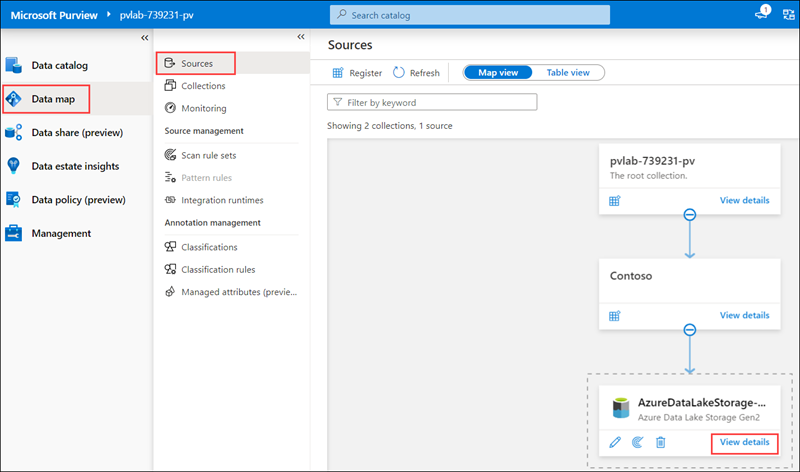 Microsoft Purview
pvlab-739231-pv
Search catalog
1
Data catalog
Data map
Data share (preview)
Data estate insights
Data policy (preview)
Management
Sources
Collections
Monitoring
Source management
Scan rule sets
Pattern rules
Integration runtimes
Annotation management
Classifications
Classification rules
Managed attributes (previe...
Sources
Register
Refresh
Map view
Table view
Filter by keyword
Showing 2 collections, 1 source
pvlab-739231-pv
The root collection.
View details
Contoso
View details
AzureDataLakeStorage-...
Azure Data Lake Storage Gen2
View details